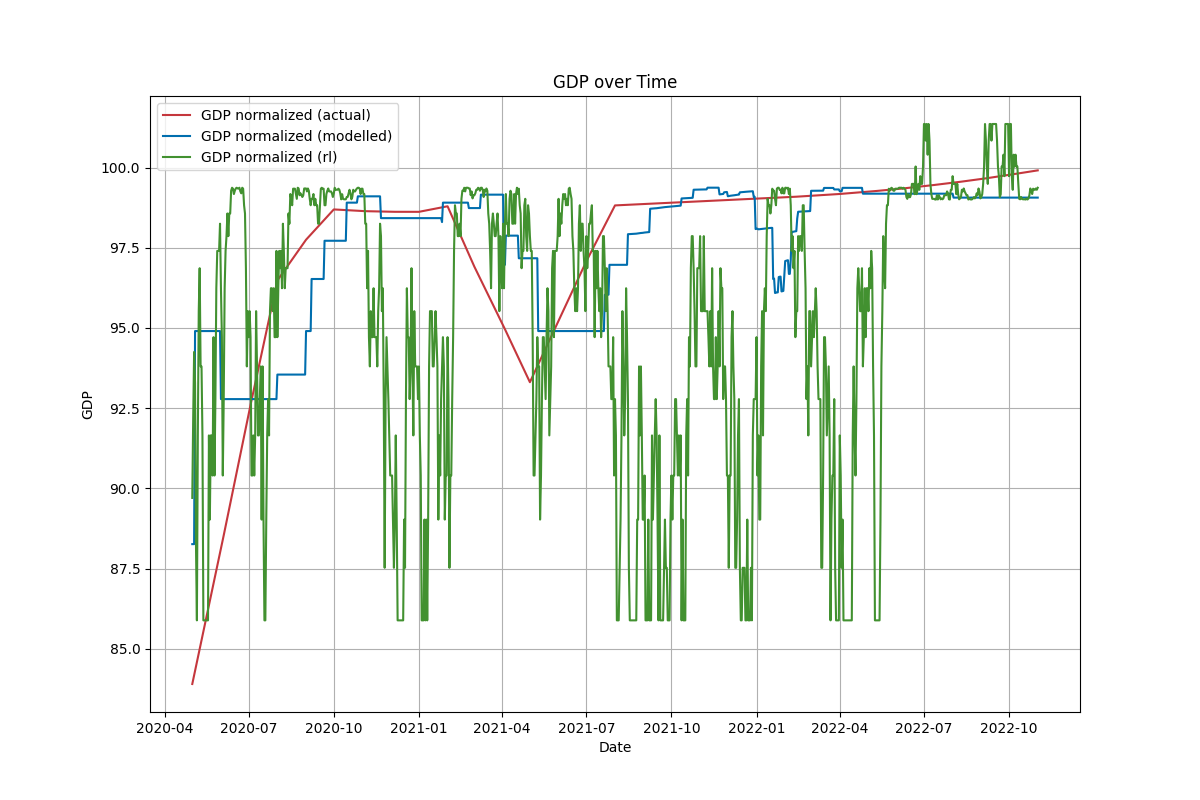 GDP over Time
GDP normalized (actual)
GDP normalized (modelled)
GDP normalized (rl)
100.0
97.5
95.0
92.5
90.0
87.5
85.0
GDP
2020-04 2020-07 2020-10 2021-01 2021-04 2021-07 2021-10 2022-01 2022-04 2022-07 2022-10
Date